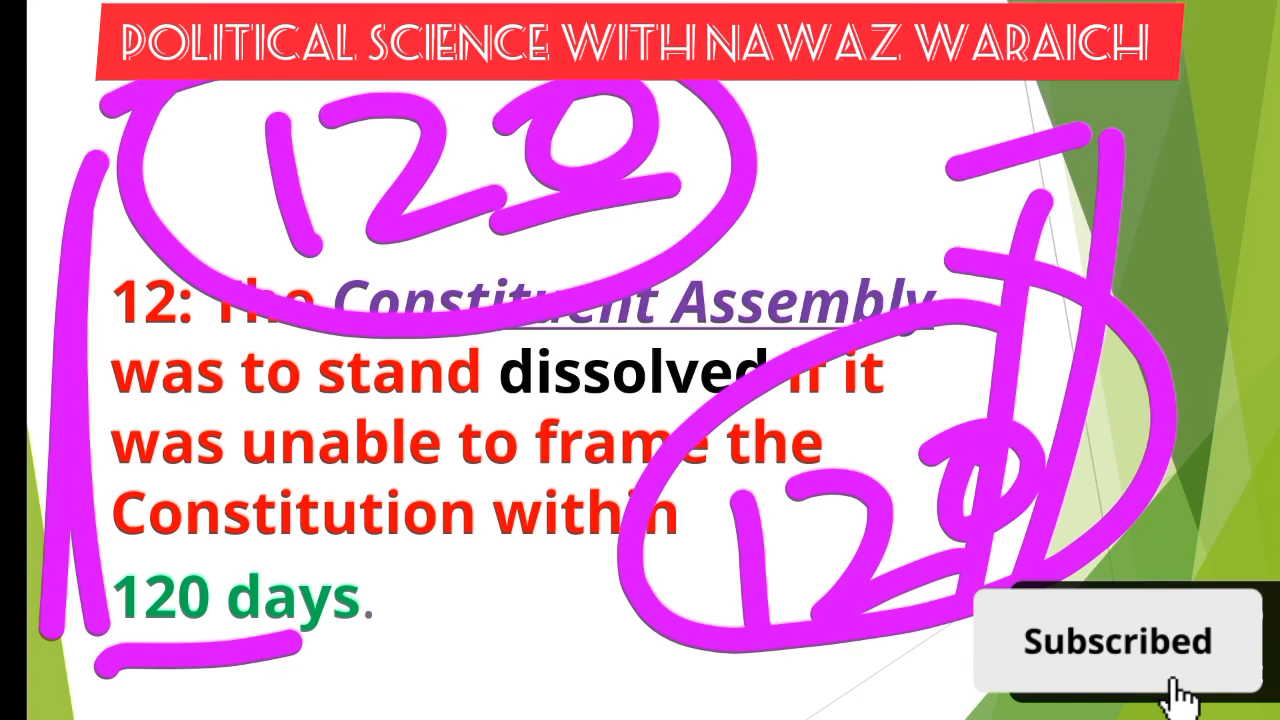 POLITICAL SCIENCE WITH NAWAZ WARAICH
120
12: The Constituent Assembly
was to stand dissolved if it
was unable to frame the
Constitution within
120
120 days.
Subscribed